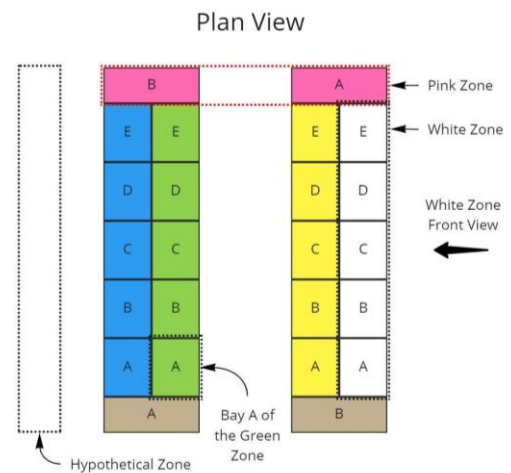 Plan View
B
A
Pink Zone
E E E E
White Zone
D D D D
White Zone
Front View
C C C C
B B B B
A A A A
A
B
Bay A of
the Green
Zone
Hypothetical Zone